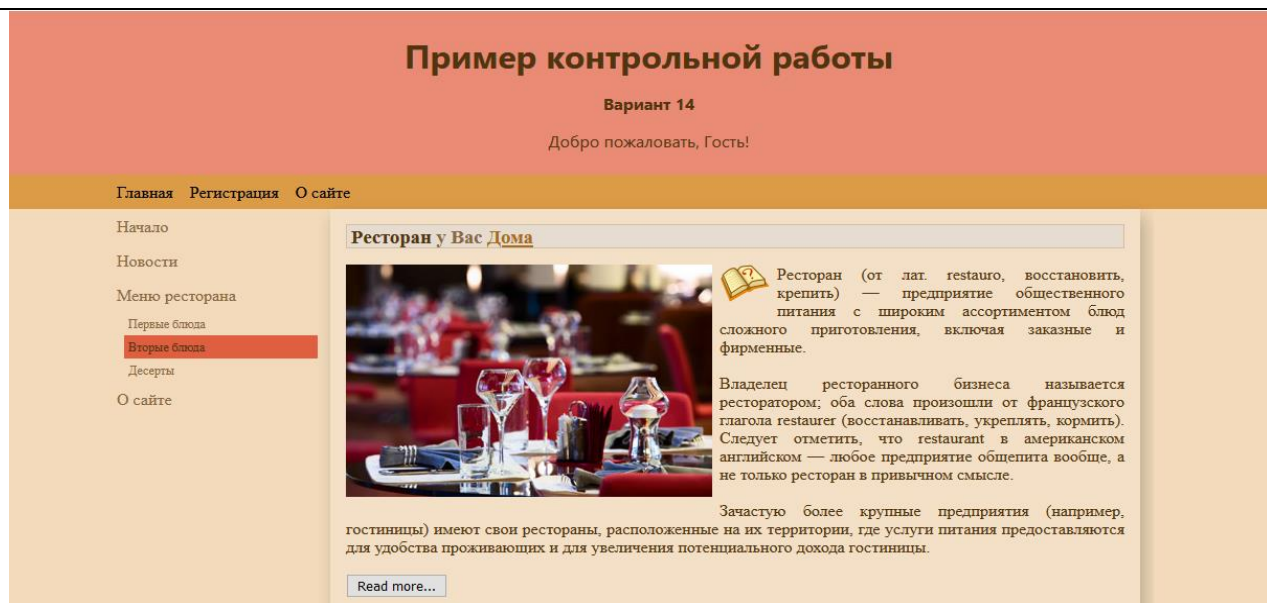 Пример контрольной работы
Вариант 14
Добро пожаловать, Гость!
Главная Регистрация О сайте
Начало
Новости
Меню ресторана
Первые блюда
Вторые блюда
Десерты
О сайте
Ресторан у Вас Дома
Ресторан (от лат. restauro, восстановить,
крепить) — предприятие общественного
питания с широким ассортиментом блюд
сложного приготовления, включая заказные и
фирменные.
Владелец ресторанного бизнеса называется
ресторатором; оба слова произошли от французского
глагола restaurer (восстанавливать, укреплять, кормить).
Следует отметить, что restaurant в американском
английском — любое предприятие общепита вообще, а
не только ресторан в привычном смысле.
Зачастую более крупные предприятия (например,
гостиницы) имеют свои рестораны, расположенные на их территории, где услуги питания предоставляются
для удобства проживающих и для увеличения потенциального дохода гостиницы.
Read more...